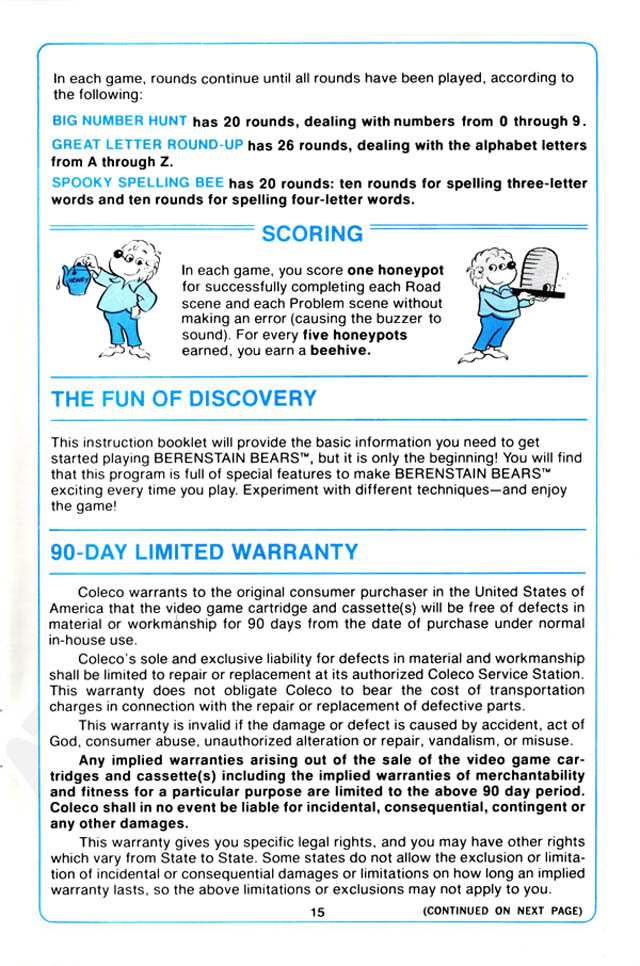 In each game, rounds continue until all rounds have been played, according to
the following:
BIG NUMBER HUNT has 20 rounds, dealing with numbers from 0 through 9.
GREAT LETTER ROUND-UP has 26 rounds, dealing with the alphabet letters
from A through Z.
SPOOKY SPELLING BEE has 20 rounds: ten rounds for spelling three-letter
words and ten rounds for spelling four-letter words.
SCORING
HONEY
In each game, you score one honeypot
for successfully completing each Road
scene and each Problem scene without
making an error (causing the buzzer to
sound). For every five honeypots
earned, you earn a beehive.
THE FUN OF DISCOVERY
This instruction booklet will provide the basic information you need to get
started playing BERENSTAIN BEARS™, but it is only the beginning! You will find
that this program is full of special features to make BERENSTAIN BEARS™
exciting every time you play. Experiment with different techniques—and enjoy
the game!
90-DAY LIMITED WARRANTY
Coleco warrants to the original consumer purchaser in the United States of
America that the video game cartridge and cassette(s) will be free of defects in
material or workmanship for 90 days from the date of purchase under normal
in-house use.
Coleco's sole and exclusive liability for defects in material and workmanship
shall be limited to repair or replacement at its authorized Coleco Service Station.
This warranty does not obligate Coleco to bear the cost of transportation
charges in connection with the repair or replacement of defective parts.
This warranty is invalid if the damage or defect is caused by accident, act of
God, consumer abuse, unauthorized alteration or repair, vandalism, or misuse.
Any implied warranties arising out of the sale of the video game car-
tridges and cassette(s) including the implied warranties of merchantability
and fitness for a particular purpose are limited to the above 90 day period.
Coleco shall in no event be liable for incidental, consequential, contingent or
any other damages.
This warranty gives you specific legal rights, and you may have other rights
which vary from State to State. Some states do not allow the exclusion or limita-
tion of incidental or consequential damages or limitations on how long an implied
warranty lasts, so the above limitations or exclusions may not apply to you.
15
(CONTINUED ON NEXT PAGE)